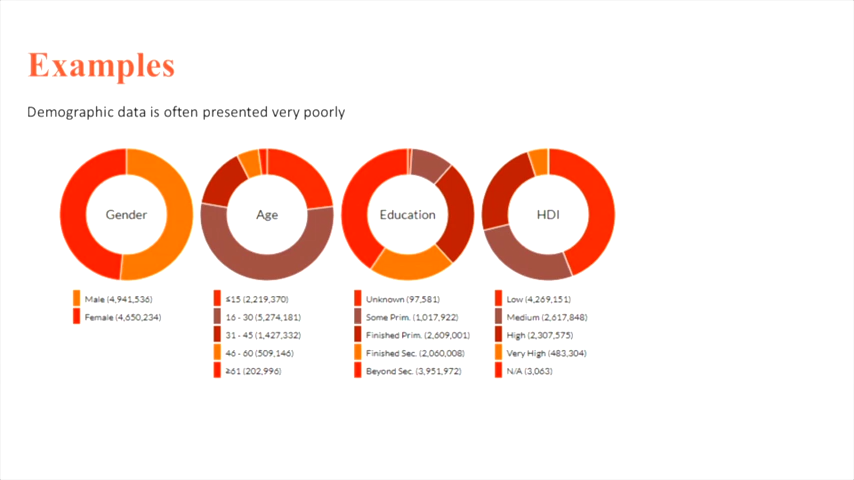 Examples
Demographic data is often presented very poorly
Gender
Age
Education
HDI
Male (4,941,536)
Female (4,650,234)
≤15 (2,219,370)
16 - 30 (5,274,181)
31 - 45 (1,427,332)
46 - 60 (509,146)
≥61 (202,996)
Unknown (97,581)
Some Prim. (1,017,922)
Finished Prim. (2,609,001)
Finished Sec. (2,060,008)
Beyond Sec. (3,951,972)
Low (4,269,151)
Medium (2,617,848)
High (2,307,575)
Very High (483,304)
N/A (3,063)